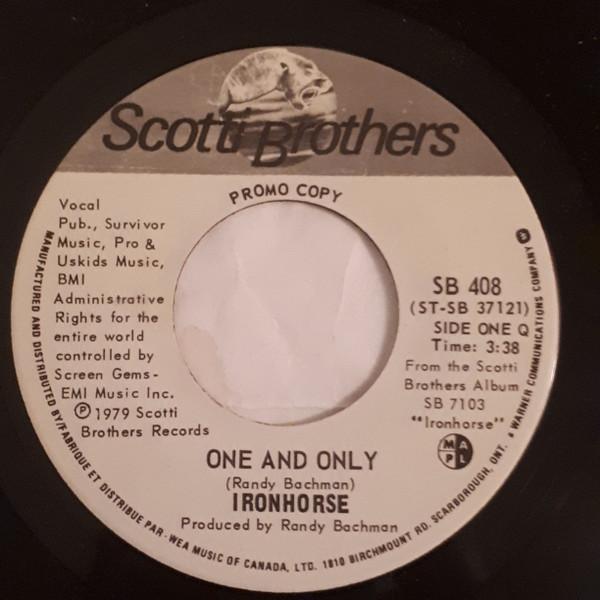 Scotti Brothers
PROMO COPY
Vocal
Pub., Survivor
Music, Pro &
Uskids Music,
BMI
Administrative
Rights for the
entire world
controlled by
Screen Gems-
EMI Music Inc.
Ⓟ 1979 Scotti
Brothers Records
SB 408
(ST-SB 37121)
SIDE ONE Q
Time: 3:38
From the Scotti
Brothers Album
SB 7103
"Ironhorse"
M A
P L
ONE AND ONLY
(Randy Bachman)
IRONHORSE
Produced by Randy Bachman
MANUFACTURED AND DISTRIBUTED BY/FABRIQUE ET DISTRIBUE PAR - WEA MUSIC OF CANADA, LTD. 1810 BIRCHMOUNT RD. SCARBOROUGH, ONT. A WARNER COMMUNICATIONS COMPANY